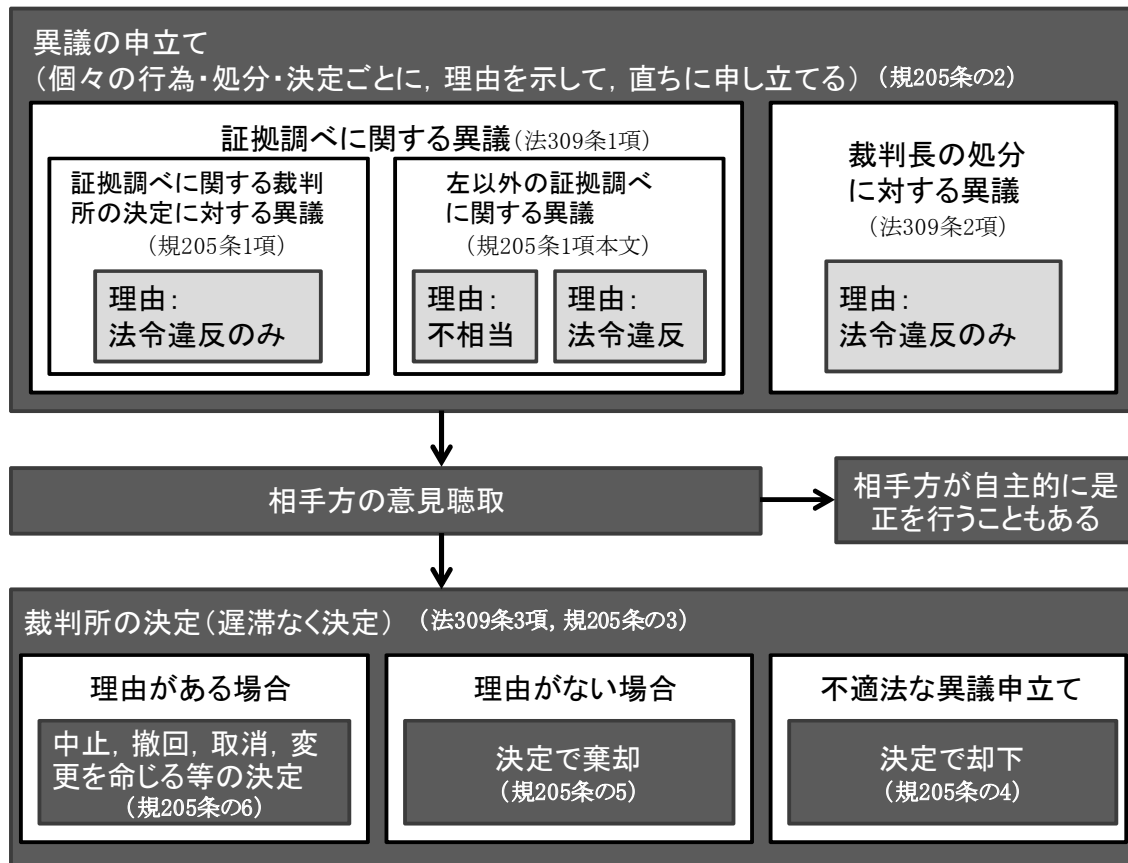 異議の申立て
（個々の行為・処分・決定ごとに, 理由を示して, 直ちに申し立てる）（規205条の2）
証拠調べに関する異議（法309条1項）
証拠調べに関する裁判
所の決定に対する異議
（規205条1項）
理由：
法令違反のみ
左以外の証拠調べ
に関する異議
（規205条1項本文）
理由：
不相当
理由：
法令違反
裁判長の処分
に対する異議
（法309条2項）
理由：
法令違反のみ
相手方の意見聴取
相手方が自主的に是
正を行うこともある
裁判所の決定（遅滞なく決定）（法309条3項, 規205条の3）
理由がある場合
中止, 撤回, 取消, 変
更を命じる等の決定
（規205条の6）
理由がない場合
決定で棄却
（規205条の5）
不適法な異議申立て
決定で却下
（規205条の4）